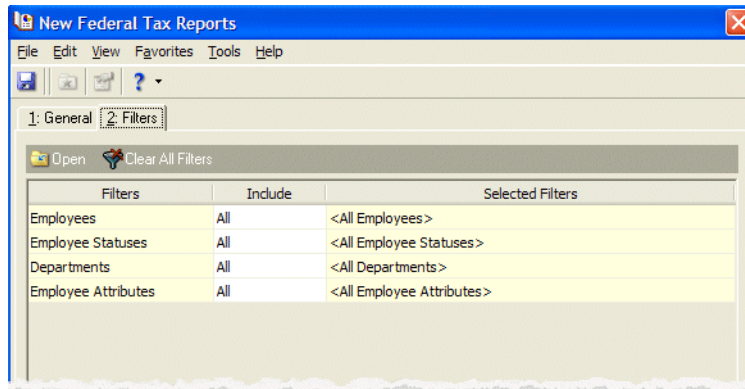 New Federal Tax Reports
File Edit View Favorites Tools Help
?
1: General 2: Filters
Open Clear All Filters
Filters Include Selected Filters
Employees All <All Employees>
Employee Statuses All <All Employee Statuses>
Departments All <All Departments>
Employee Attributes All <All Employee Attributes>